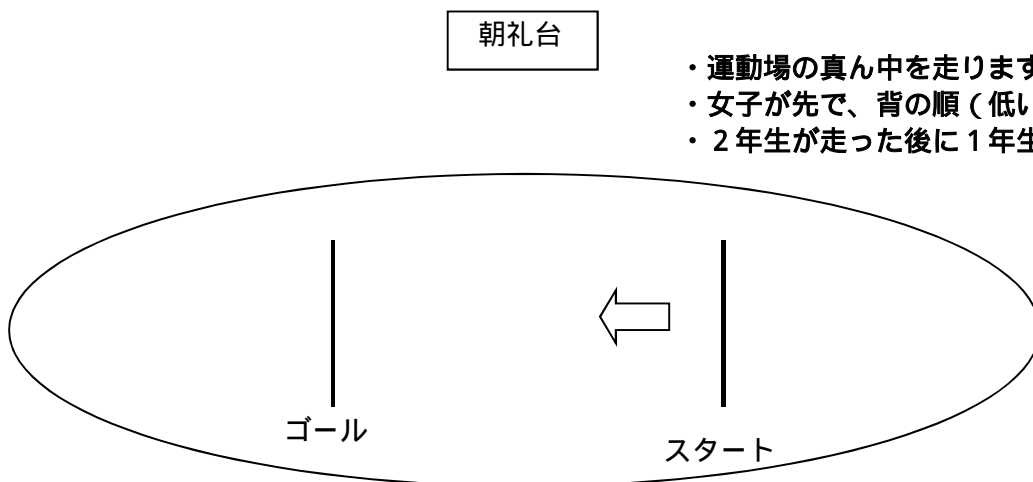 朝礼台
・運動場の真ん中を走ります
・女子が先で、背の順（低い
・２年生が走った後に１年生
ゴール
スタート